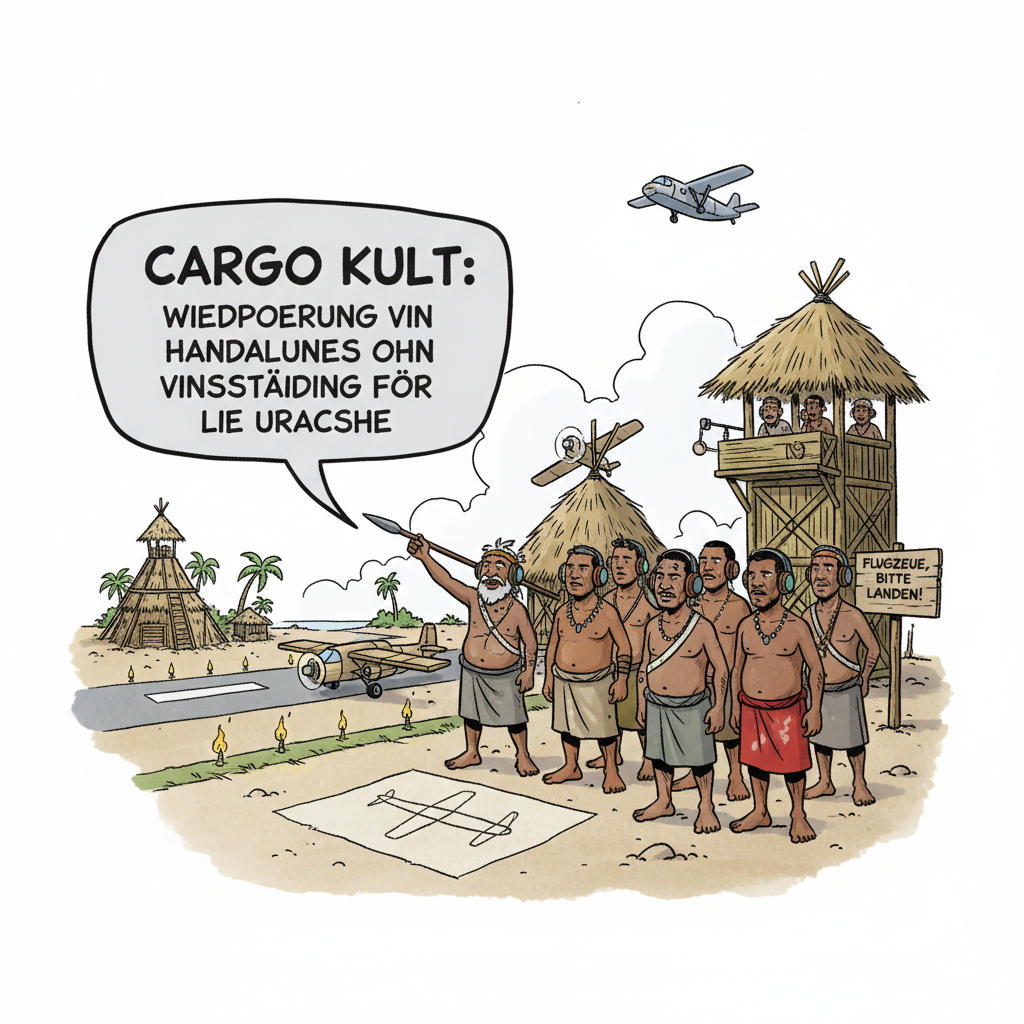 CARGO KULT:
WIEDPOERUNG VIN
HANDALUNES OHN
VINSSTÄIDING FÖR
LIE URACSHE
FLUGZEUE,
BITTE
LANDEN!